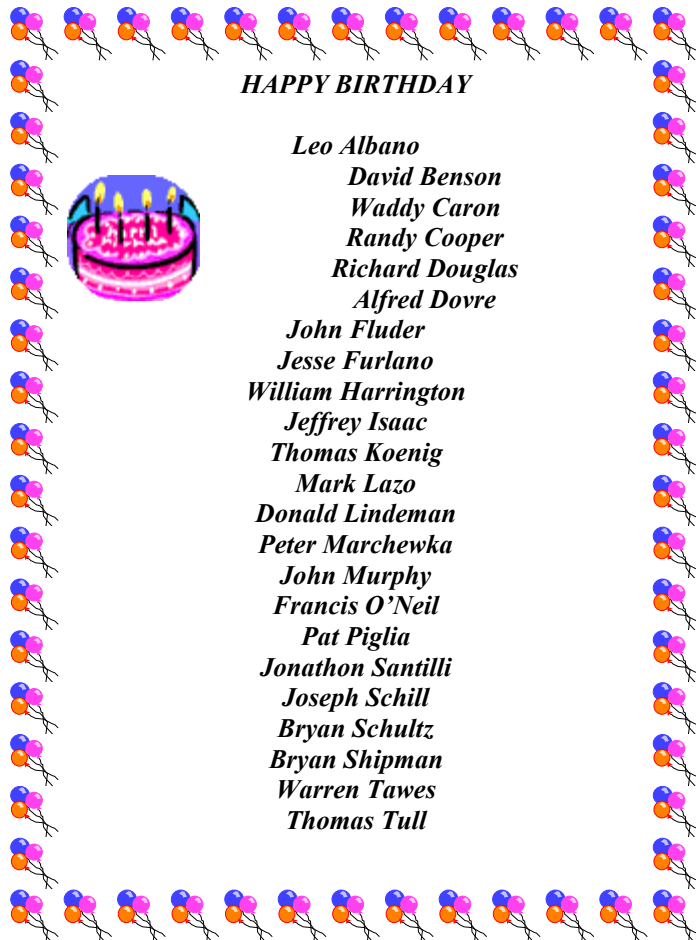 HAPPY BIRTHDAY
Leo Albano
David Benson
Waddy Caron
Randy Cooper
Richard Douglas
Alfred Dovre
John Fluder
Jesse Furlano
William Harrington
Jeffrey Isaac
Thomas Koenig
Mark Lazo
Donald Lindeman
Peter Marchewka
John Murphy
Francis O’Neil
Pat Piglia
Jonathon Santilli
Joseph Schill
Bryan Schultz
Bryan Shipman
Warren Tawes
Thomas Tull